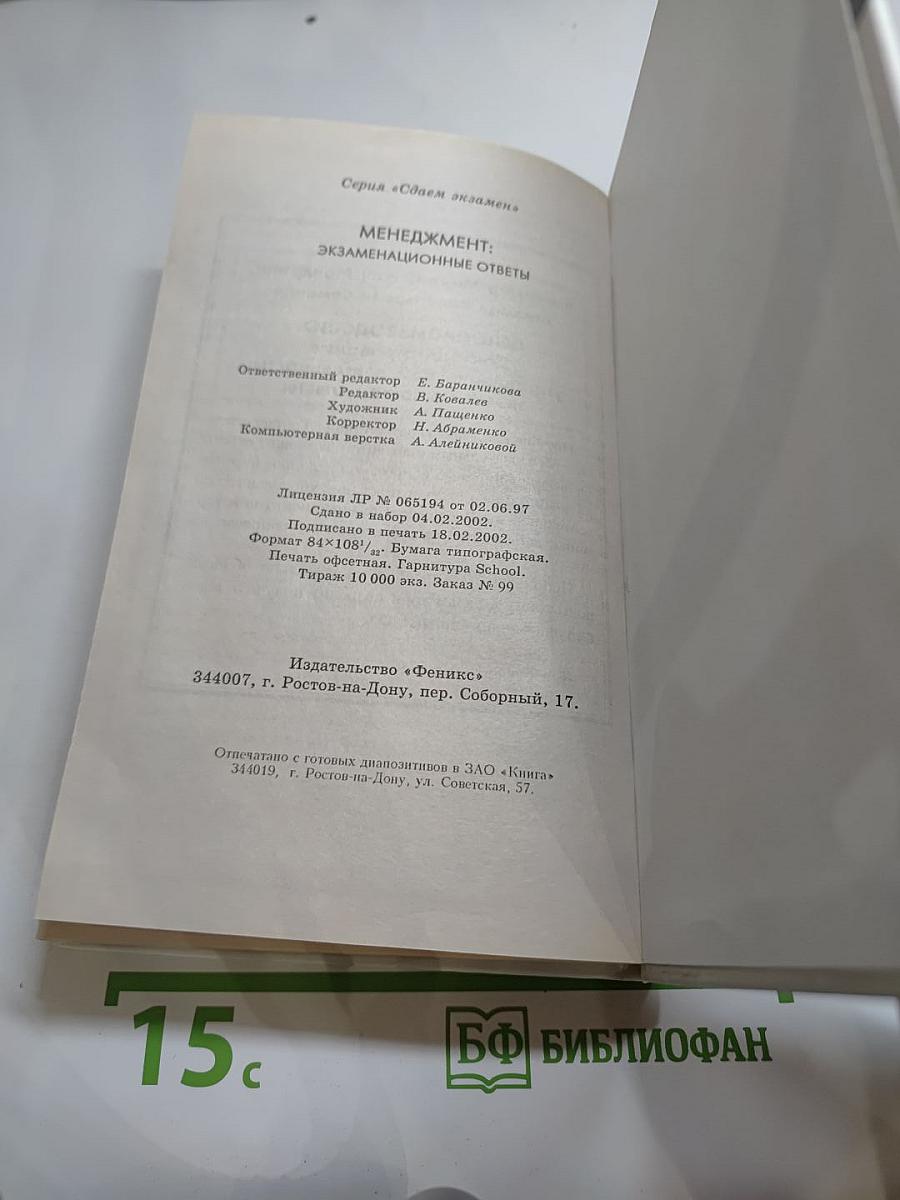 Серия «Сдаем экзамен»
МЕНЕДЖМЕНТ:
ЭКЗАМЕНАЦИОННЫЕ ОТВЕТЫ
Ответственный редактор Е. Баранчикова
Редактор В. Ковалев
Художник А. Пащенко
Корректор Н. Абраменко
Компьютерная верстка А. Алейниковой
Лицензия ЛР № 065194 от 02.06.97
Сдано в набор 04.02.2002.
Подписано в печать 18.02.2002.
Формат 84×108¹/₃₂. Бумага типографская.
Печать офсетная. Гарнитура School.
Тираж 10 000 экз. Заказ № 99
Издательство «Феникс»
344007, г. Ростов-на-Дону, пер. Соборный, 17.
Отпечатано с готовых диапозитивов в ЗАО «Книга»
344019, г. Ростов-на-Дону, ул. Советская, 57.
15 с
БФ БИБЛИОФАН